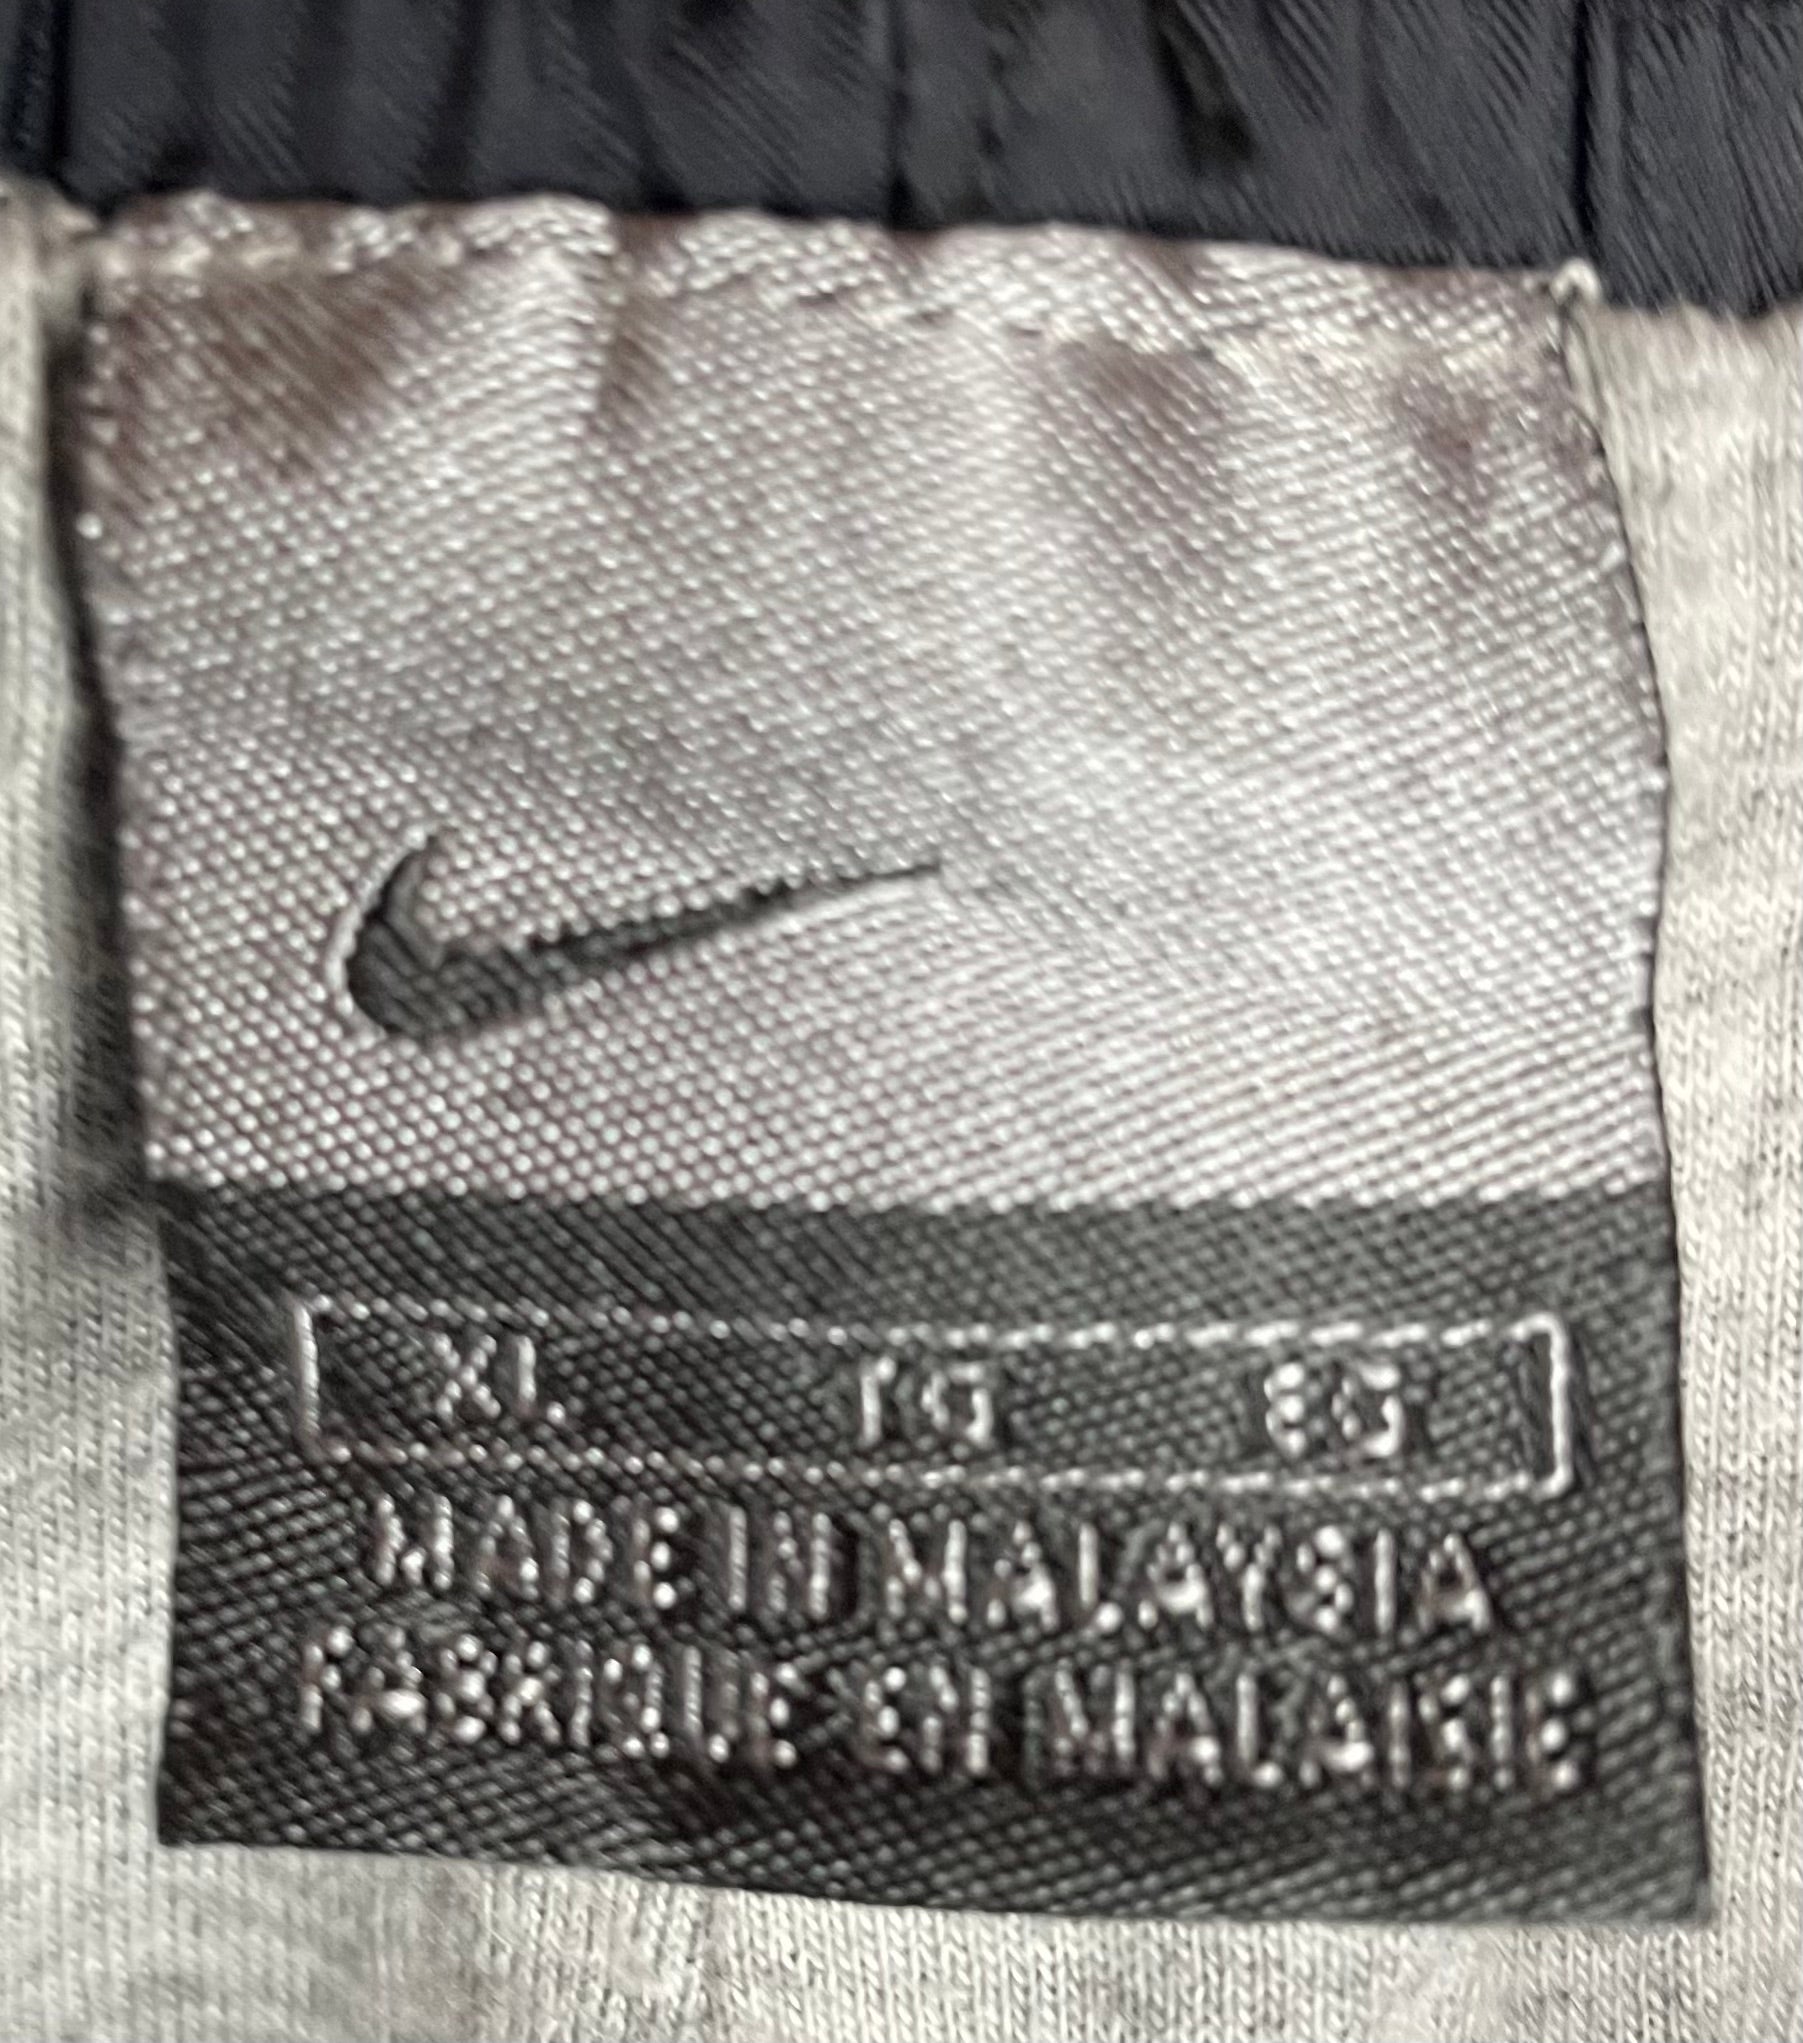 XL TG EG
MADE IN MALAYSIA
FABRIQUE EN MALAISIE